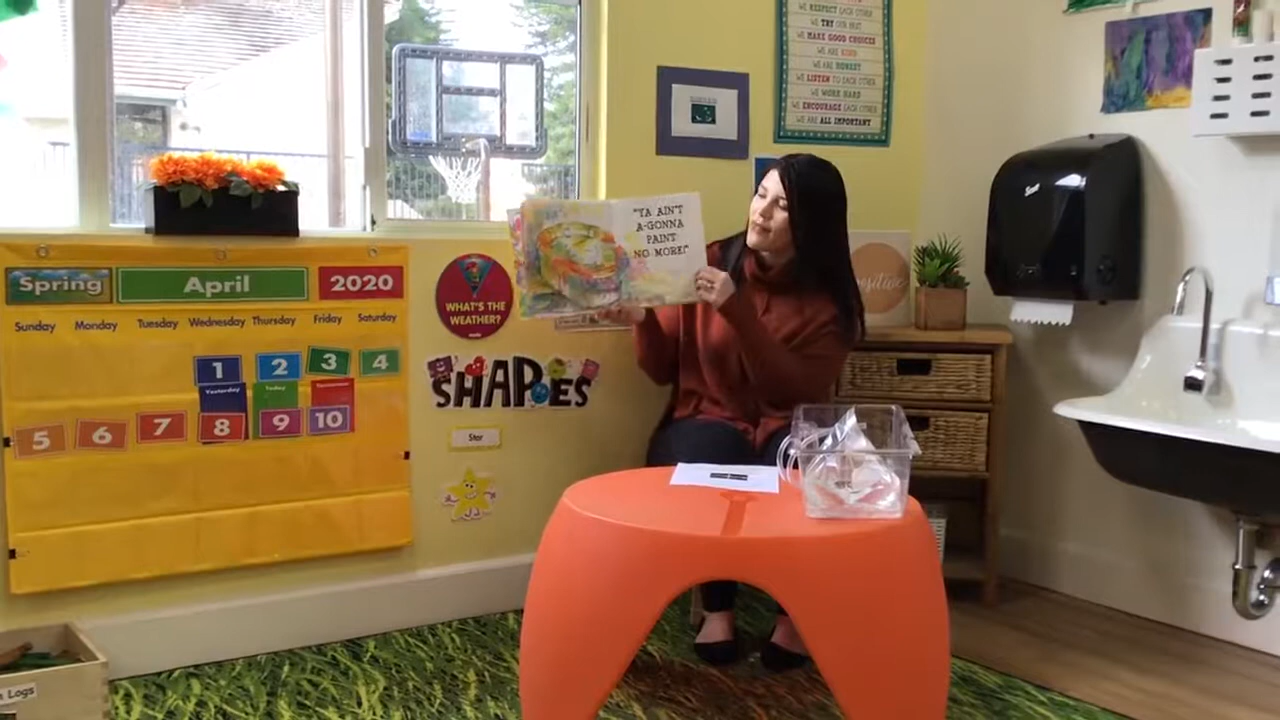 WE RESPECT EACH OTHER
WE TRY OUR BEST
WE MAKE GOOD CHOICES
WE ARE KIND
WE ARE HONEST
WE LISTEN TO EACH OTHER
WE WORK HARD
WE ENCOURAGE EACH OTHER
WE ARE ALL IMPORTANT
"YA AIN'T
A-GONNA
PAINT
NO MORE!"
Spring
April
2020
Sunday Monday Tuesday Wednesday Thursday Friday Saturday
1 2 3 4
Yesterday Today Tomorrow
5 6 7 8 9 10
WHAT'S THE
WEATHER?
SHAPES
Star
positive
Logs